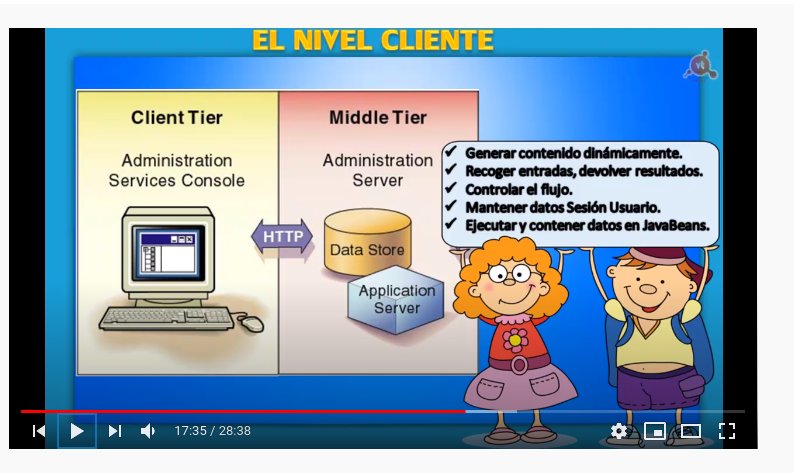 EL NIVEL CLIENTE
Client Tier
Administration
Services Console
HTTP
Middle Tier
Administration
Server
Data Store
Application
Server
✓ Generar contenido dinámicamente.
✓ Recoger entradas, devolver resultados.
✓ Controlar el flujo.
✓ Mantener datos Sesión Usuario.
✓ Ejecutar y contener datos en JavaBeans.
17:35 / 28:38